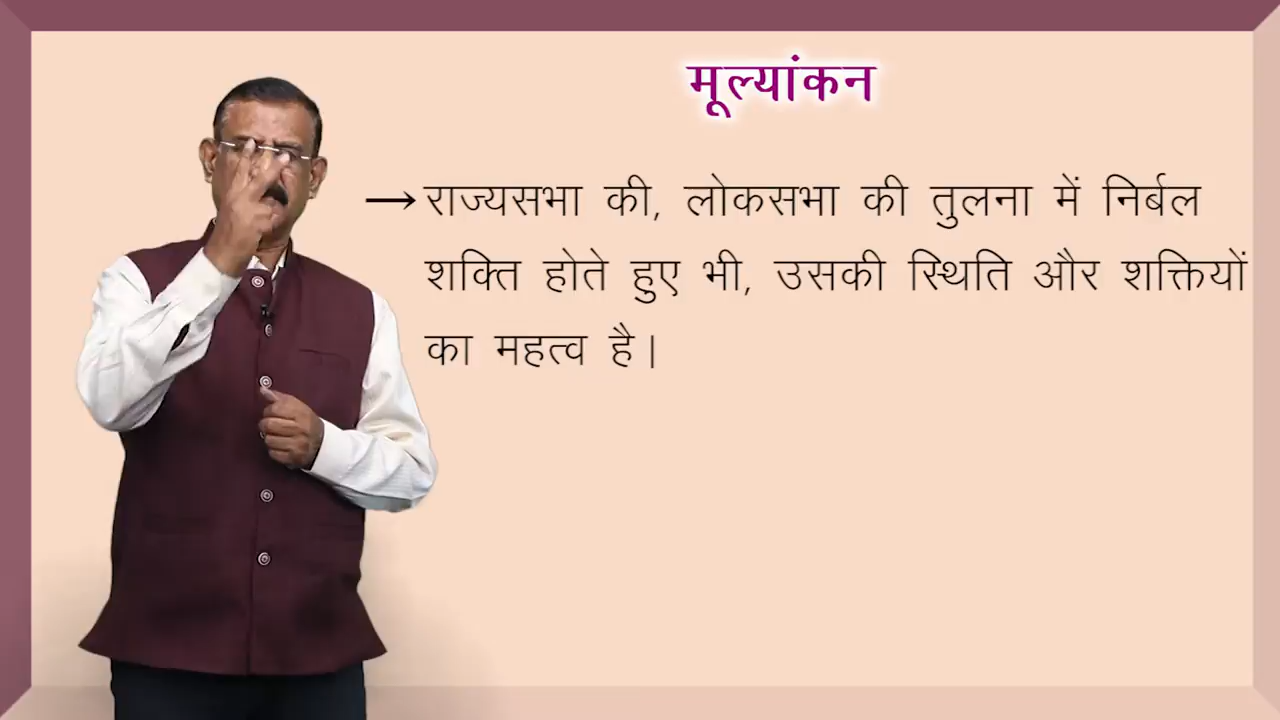 मूल्यांकन
→ राज्यसभा की, लोकसभा की तुलना में निर्बल
शक्ति होते हुए भी, उसकी स्थिति और शक्तियों
का महत्व है।